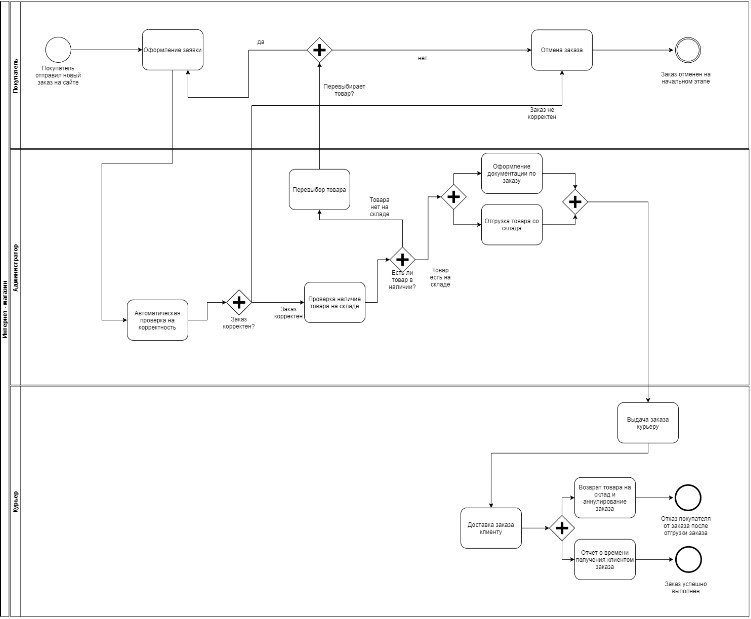 Интернет - магазин
Покупатель
Покупатель
отправит новый
заказ на сайте
Оформление заявки
да
нет
Перевыбирает
товар?
Отмена заказа
Заказ отменен на
начальном этапе
Заказ не
корректен
Администратор
Оформление
документации по
заказу
Перевыбор товара
Товара
нет на
складе
Отгрузка товара со
склада
Есть ли
товар в
наличии?
Товар
есть на
складе
Автоматическая
проверка на
корректность
Заказ
корректен?
Заказ
корректен
Проверка наличие
товара на складе
Курьер
Выдача заказа
курьеру
Доставка заказа
клиенту
Возврат товара на
склад и
аннулирование
заказа
Отказ покупателя
от заказа после
отгрузки заказа
Отчет о времени
получения клиентом
заказа
Заказ успешно
выполнен